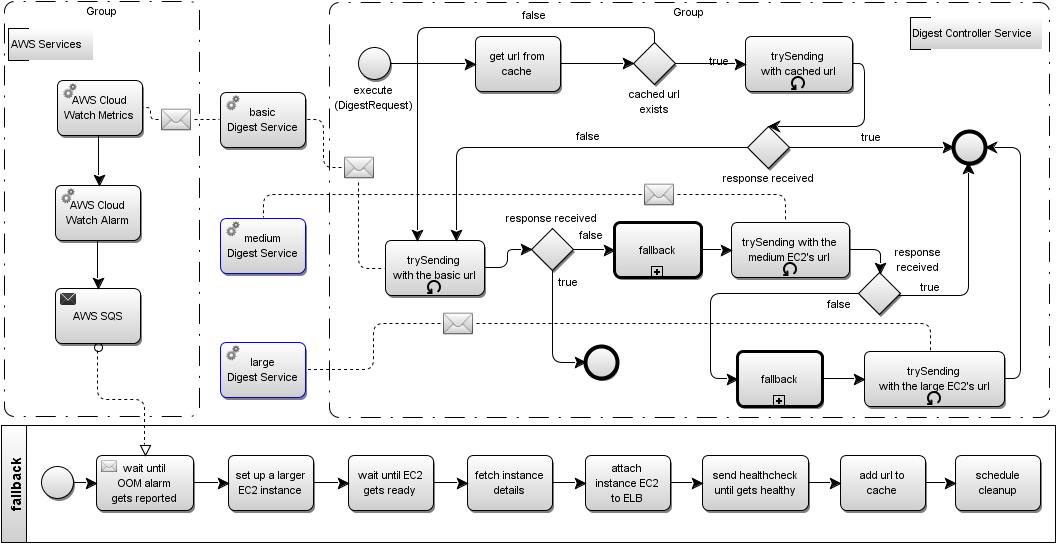 Group
AWS Services
AWS Cloud
Watch Metrics
AWS Cloud
Watch Alarm
AWS SQS
basic
Digest Service
medium
Digest Service
large
Digest Service
Group
Digest Controller Service
execute
(DigestRequest)
get url from
cache
false
cached url
exists
true
trySending
with cached url
response received
false
true
trySending
with the basic url
response received
false
true
fallback
trySending with the
medium EC2's url
response
received
true
false
fallback
trySending
with the large EC2's url
fallback
wait until
OOM alarm
gets reported
set up a larger
EC2 instance
wait until EC2
gets ready
fetch instance
details
attach
instance EC2
to ELB
send healthcheck
until gets healthy
add url to
cache
schedule
cleanup